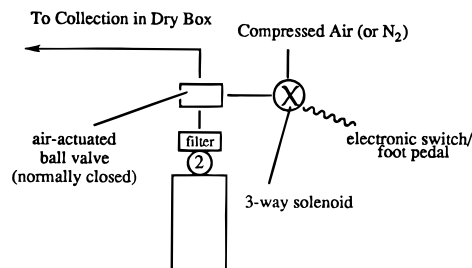 To Collection in Dry Box
Compressed Air (or N₂)
X
air-actuated
ball valve
(normally closed)
filter
2
electronic switch/
foot pedal
3-way solenoid